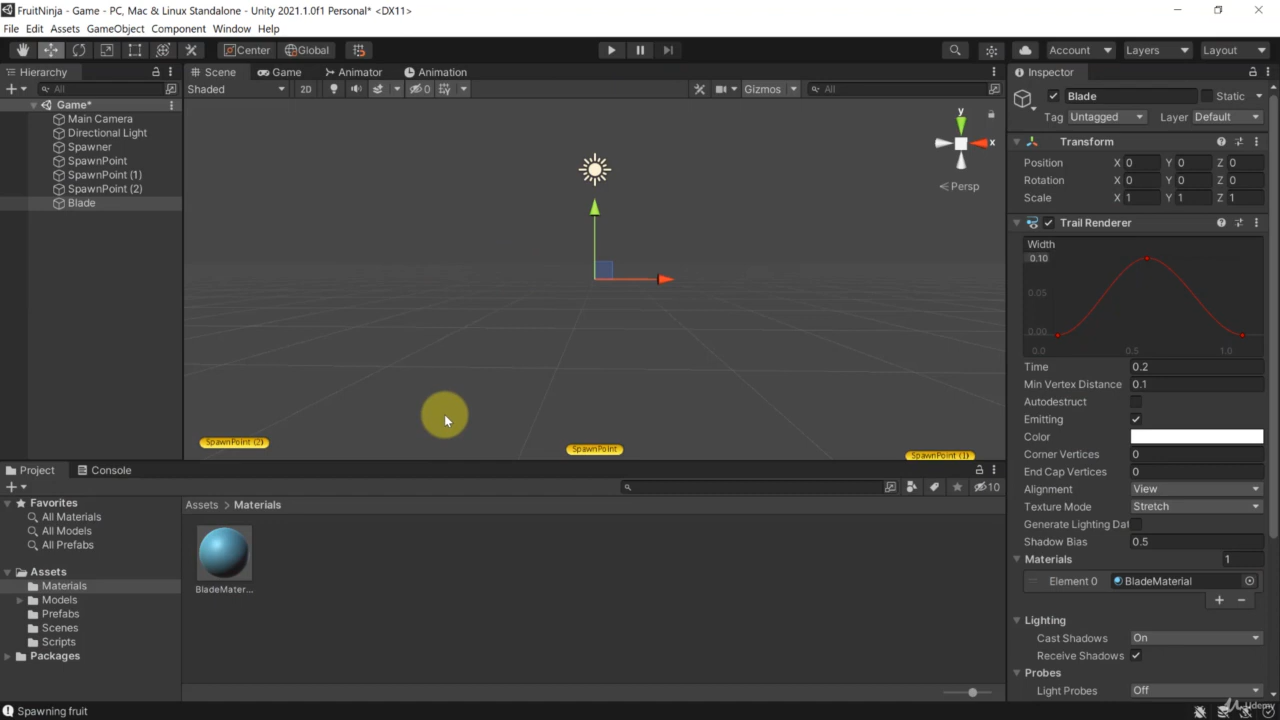 FruitNinja - Game - PC, Mac & Linux Standalone - Unity 2021.1.0f1 Personal* <DX11>
File Edit Assets GameObject Component Window Help
Center Global Account Layers Layout
Hierarchy
All
Game*
Main Camera
Directional Light
Spawner
SpawnPoint
SpawnPoint (1)
SpawnPoint (2)
Blade
Scene Game Animator Animation
Shaded 2D 0 Gizmos All
y
x
Persp
SpawnPoint (2) SpawnPoint SpawnPoint (1)
Inspector
Blade Static
Tag Untagged Layer Default
Transform
Position X 0 Y 0 Z 0
Rotation X 0 Y 0 Z 0
Scale X 1 Y 1 Z 1
Trail Renderer
Width
0.10
0.05
0.00
0.0 0.5 1.0
Time 0.2
Min Vertex Distance 0.1
Autodestruct
Emitting
Color
Corner Vertices 0
End Cap Vertices 0
Alignment View
Texture Mode Stretch
Generate Lighting Dat
Shadow Bias 0.5
Materials 1
Element 0 BladeMaterial
Lighting
Cast Shadows On
Receive Shadows
Probes
Light Probes Off
Project Console
10
Favorites
All Materials
All Models
All Prefabs
Assets
Materials
Models
Prefabs
Scenes
Scripts
Packages
Assets > Materials
BladeMater...
Spawning fruit
Udemy